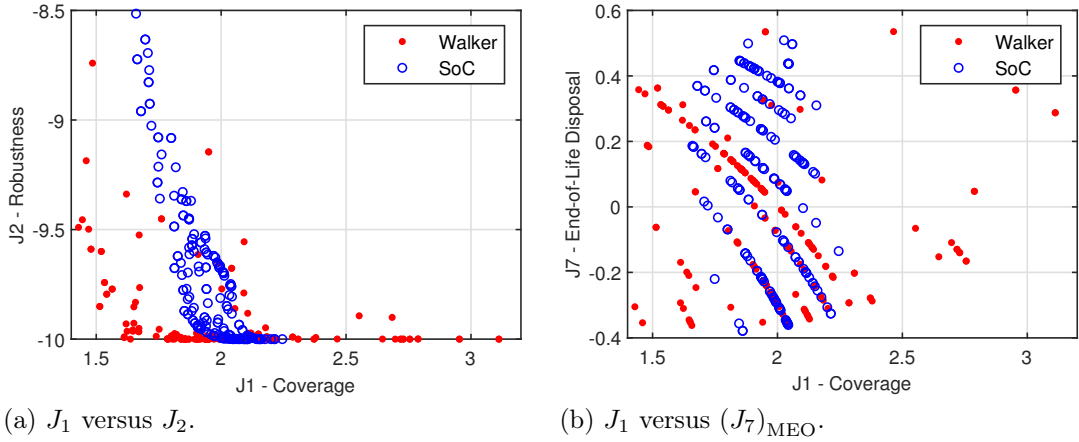 -8.5
-9
-9.5
-10
J2 - Robustness
1.5
2
2.5
3
J1 - Coverage
Walker
SoC
0.6
0.4
0.2
0
-0.2
-0.4
J7 - End-of-Life Disposal
1.5
2
2.5
3
J1 - Coverage
Walker
SoC
(a) J₁ versus J₂.
(b) J₁ versus (J₇)MEO.